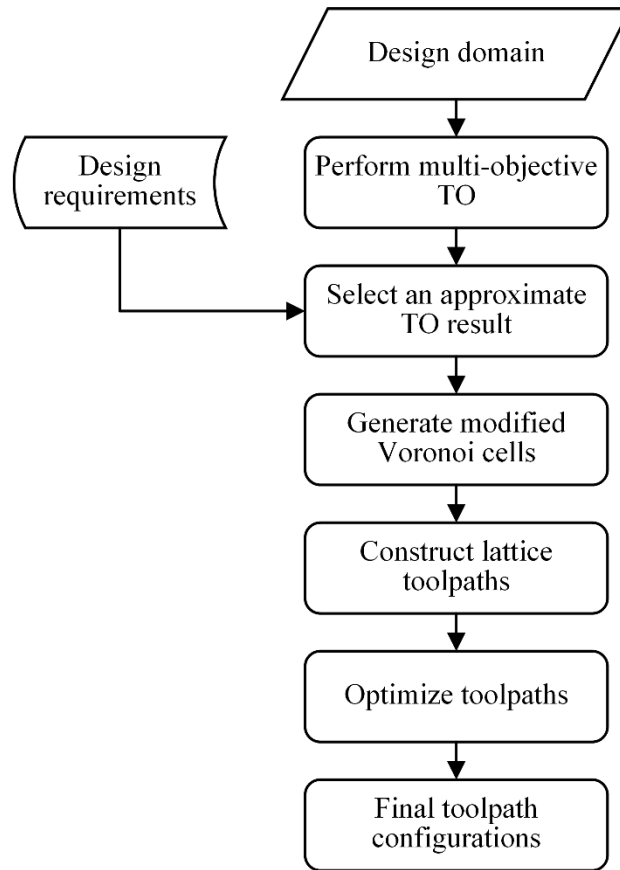 Design domain
Perform multi-objective
TO
Design
requirements
Select an approximate
TO result
Generate modified
Voronoi cells
Construct lattice
toolpaths
Optimize toolpaths
Final toolpath
configurations